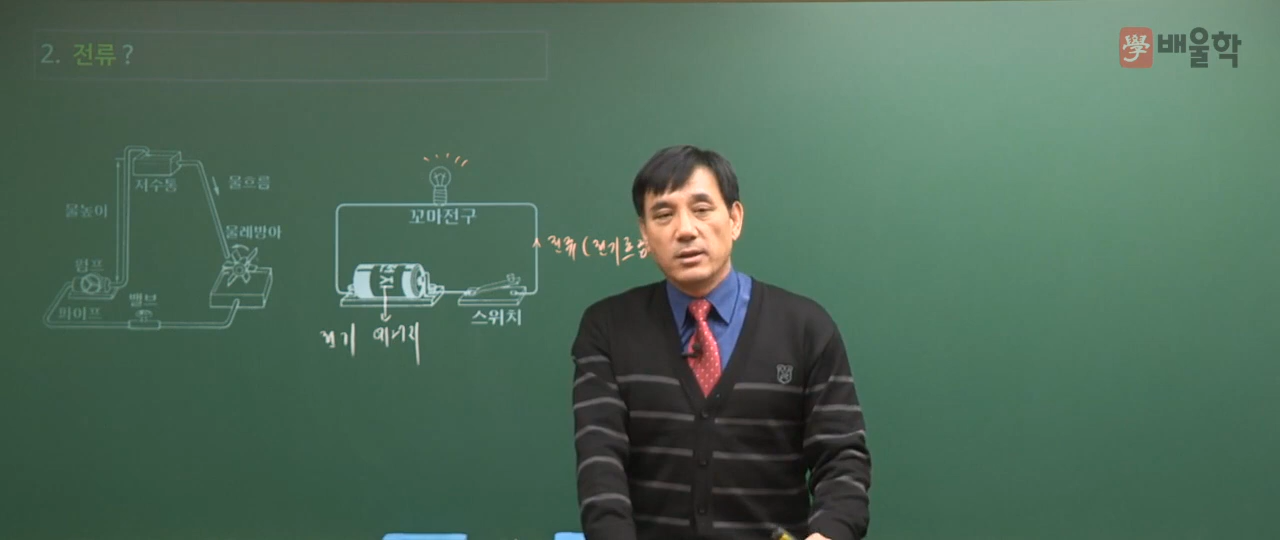 2. 전류?
學 배울학
저수통
물흐름
물높이
물레방아
펌프
밸브
파이프
꼬마전구
전류 (전기흐름
전지
스위치
전기 에너지